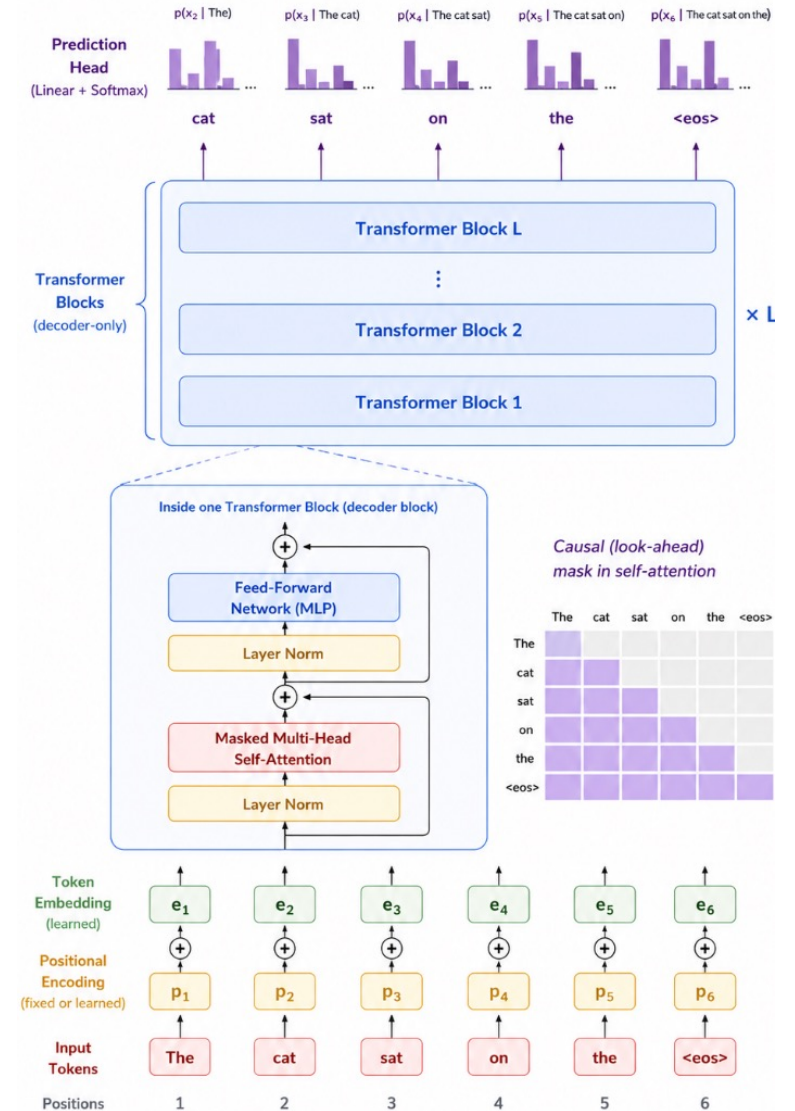 p(x₂ | The) p(x₃ | The cat) p(x₄ | The cat sat) p(x₅ | The cat sat on) p(x₆ | The cat sat on the)
Prediction
Head
(Linear + Softmax)
... ... ... ... ...
cat sat on the <eos>
Transformer Block L
⋮
Transformer
Blocks
(decoder-only)
Transformer Block 2
× L
Transformer Block 1
Inside one Transformer Block (decoder block)
+
Feed-Forward
Network (MLP)
Layer Norm
+
Masked Multi-Head
Self-Attention
Layer Norm
Causal (look-ahead)
mask in self-attention
The cat sat on the <eos>
The
cat
sat
on
the
<eos>
Token
Embedding
(learned)
e₁ e₂ e₃ e₄ e₅ e₆
+ + + + + +
Positional
Encoding
(fixed or learned)
p₁ p₂ p₃ p₄ p₅ p₆
Input
Tokens
The cat sat on the <eos>
Positions 1 2 3 4 5 6